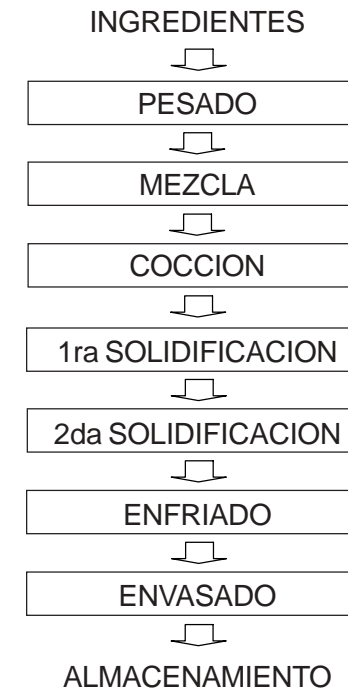 INGREDIENTES
PESADO
MEZCLA
COCCION
1ra SOLIDIFICACION
2da SOLIDIFICACION
ENFRIADO
ENVASADO
ALMACENAMIENTO